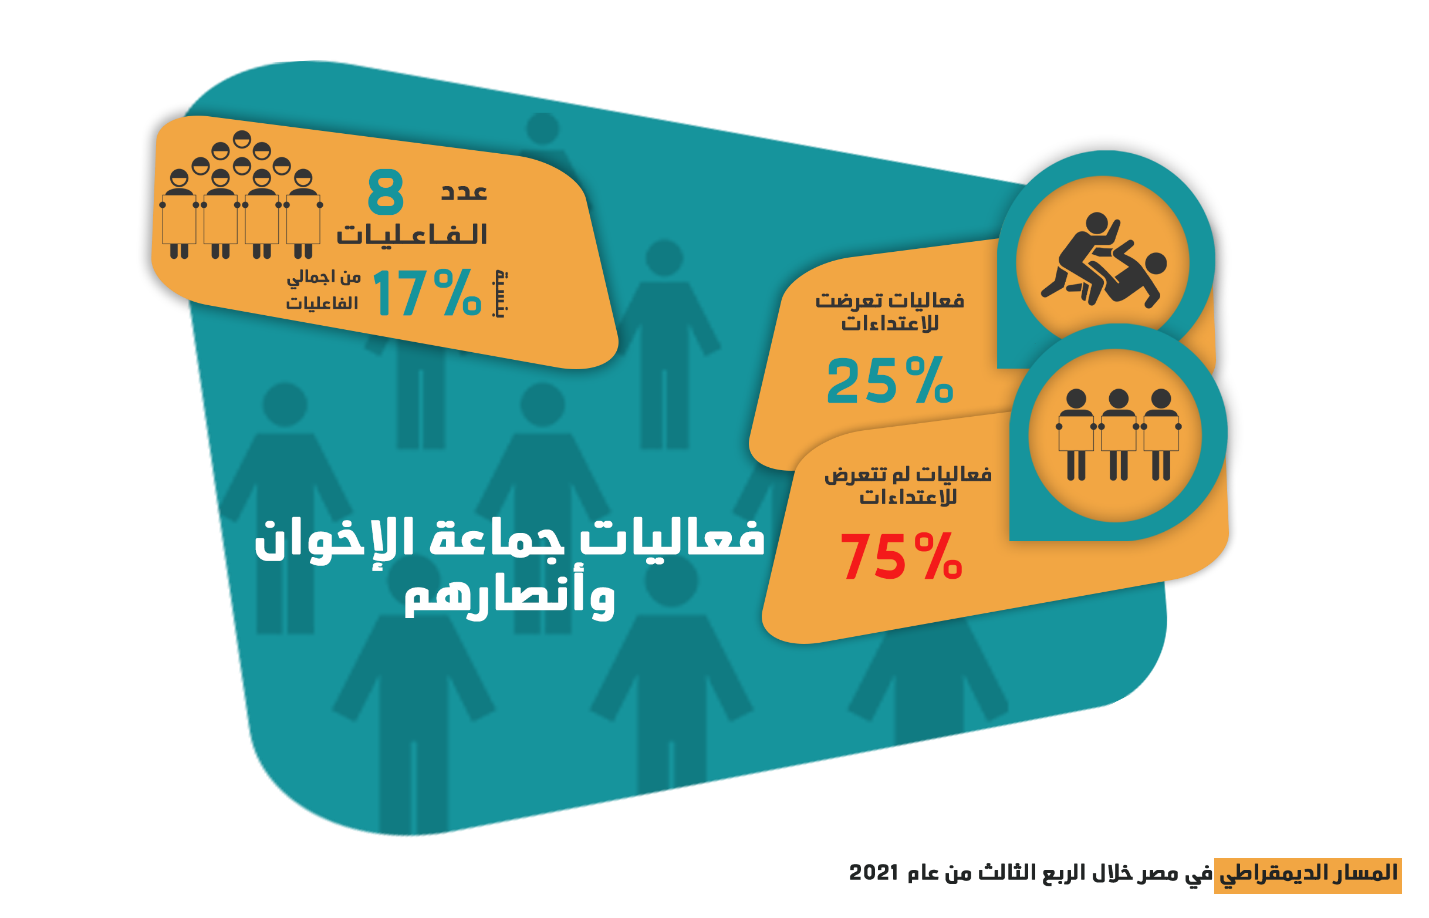 عدد 8
الـفـاعـليـات
بنسبة 17% من اجمالي
الفاعليات
فعاليات تعرضت
للاعتداءات
25%
فعاليات لم تتعرض
للاعتداءات
75%
فعاليات جماعة الإخوان
وأنصارهم
المسار الديمقراطي في مصر خلال الربع الثالث من عام 2021